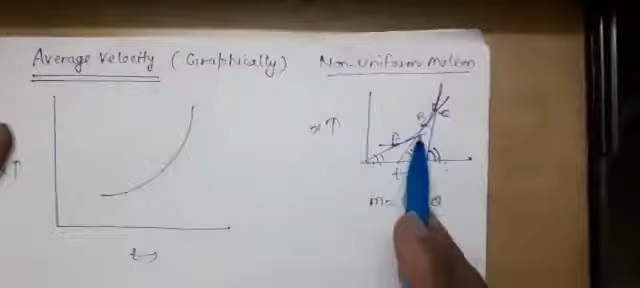 Average Velocity (Graphically)
t→
Non-Uniform Motion
x↑
A
B
C
t
m=
θ